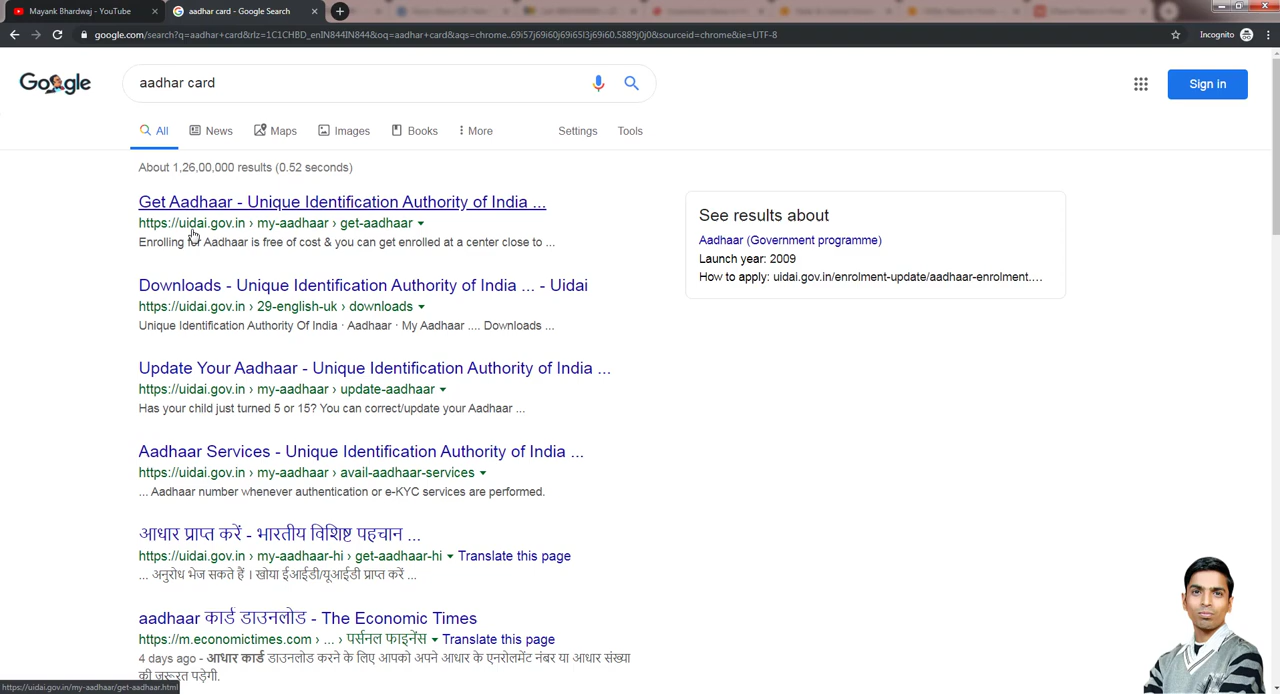 Mayank Bhardwaj - YouTube
aadhar card - Google Search
google.com/search?q=aadhar+card&rlz=1C1CHBD_enIN844IN844&oq=aadhar+card&aqs=chrome..69i57j69i60j69i65l3j69i60.5889j0j0&sourceid=chrome&ie=UTF-8
Incognito
Google
aadhar card
Sign in
All
News
Maps
Images
Books
More
Settings
Tools
About 1,26,00,000 results (0.52 seconds)
Get Aadhaar - Unique Identification Authority of India ...
https://uidai.gov.in › my-aadhaar › get-aadhaar
Enrolling for Aadhaar is free of cost & you can get enrolled at a center close to ...
Downloads - Unique Identification Authority of India ... - Uidai
https://uidai.gov.in › 29-english-uk › downloads
Unique Identification Authority Of India · Aadhaar · My Aadhaar .... Downloads ...
Update Your Aadhaar - Unique Identification Authority of India ...
https://uidai.gov.in › my-aadhaar › update-aadhaar
Has your child just turned 5 or 15? You can correct/update your Aadhaar ...
Aadhaar Services - Unique Identification Authority of India ...
https://uidai.gov.in › my-aadhaar › avail-aadhaar-services
... Aadhaar number whenever authentication or e-KYC services are performed.
आधार प्राप्त करें - भारतीय विशिष्ट पहचान ...
https://uidai.gov.in › my-aadhaar-hi › get-aadhaar-hi Translate this page
... अनुरोध भेज सकते हैं । खोया ईआईडी/यूआईडी प्राप्त करें ...
aadhaar कार्ड डाउनलोड - The Economic Times
https://m.economictimes.com › ... › पर्सनल फाइनेंस Translate this page
4 days ago - आधार कार्ड डाउनलोड करने के लिए आपको अपने आधार के एनरोलमेंट नंबर या आधार संख्या
की जरूरत पड़ेगी.
See results about
Aadhaar (Government programme)
Launch year: 2009
How to apply: uidai.gov.in/enrolment-update/aadhaar-enrolment....
https://uidai.gov.in/my-aadhaar/get-aadhaar.html